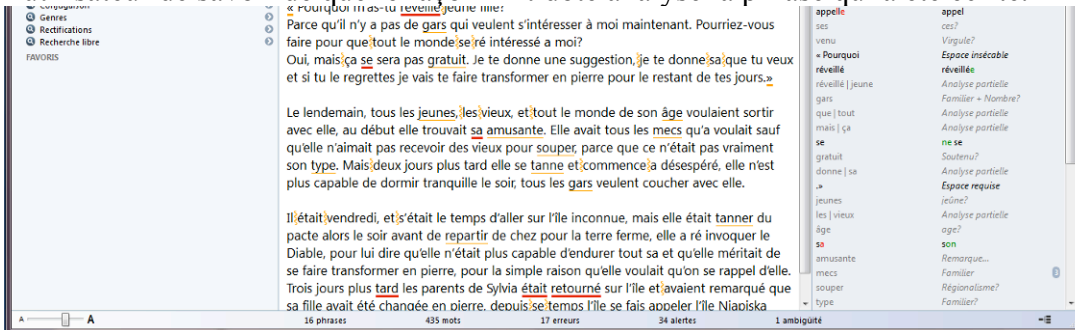 Genres
Rectifications
Recherche libre
FAVORIS
Parce qu'il n'y a pas de gars qui veulent s'intéresser à moi maintenant. Pourriez-vous
faire pour que tout le monde se ré intéressé a moi?
Oui, mais ça se sera pas gratuit. Je te donne une suggestion, je te donne sa que tu veux
et si tu le regrettes je vais te faire transformer en pierre pour le restant de tes jours.»
Le lendemain, tous les jeunes, les vieux, et tout le monde de son âge voulaient sortir
avec elle, au début elle trouvait sa amusante. Elle avait tous les mecs qu'a voulait sauf
qu'elle n'aimait pas recevoir des vieux pour souper, parce que ce n'était pas vraiment
son type. Mais deux jours plus tard elle se tanne et commence a désespéré, elle n'est
plus capable de dormir tranquille le soir, tous les gars veulent coucher avec elle.
Il était vendredi, et s'était le temps d'aller sur l'île inconnue, mais elle était tanner du
pacte alors le soir avant de repartir de chez pour la terre ferme, elle a ré invoquer le
Diable, pour lui dire qu'elle n'était plus capable d'endurer tout sa et qu'elle méritait de
se faire transformer en pierre, pour la simple raison qu'elle voulait qu'on se rappel d'elle.
Trois jours plus tard les parents de Sylvia était retourné sur l'île et avaient remarqué que
sa fille avait été changée en pierre, depuis se temps l'île se fais appeler l'île Niapiska
appelle appel
ses ces?
venu Virgule?
« Pourquoi Espace insécable
réveillé réveillée
réveillé | jeune Analyse partielle
gars Familier + Nombre?
que | tout Analyse partielle
mais | ça Analyse partielle
se ne se
gratuit Soutenu?
donne | sa Analyse partielle
.» Espace requise
jeunes jeûne?
les | vieux Analyse partielle
âge age?
sa son
amusante Remarque...
mecs Familier
souper Régionalisme?
type Familier?
A A 16 phrases 435 mots 17 erreurs 34 alertes 1 ambiguïté